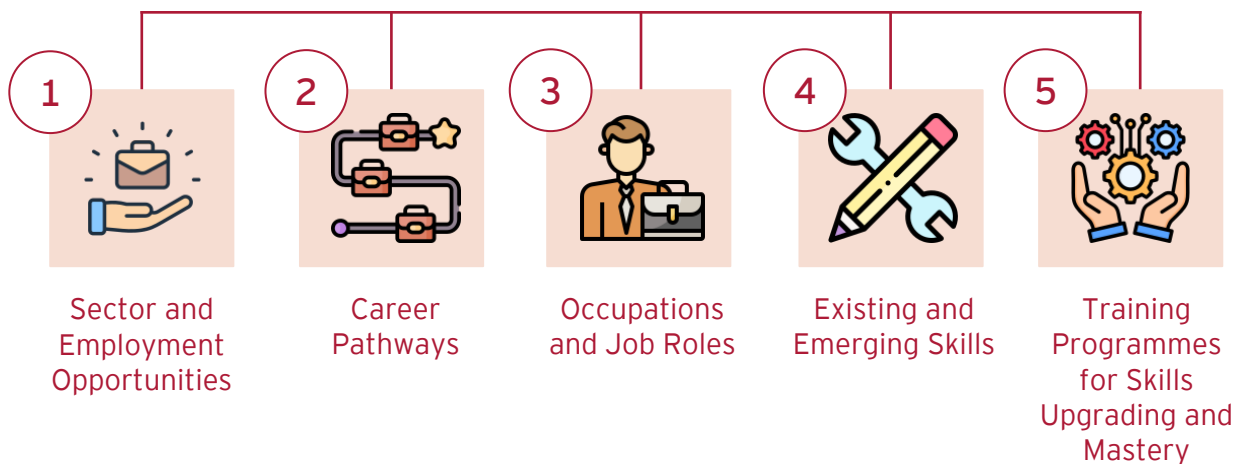 1
Sector and
Employment
Opportunities
2
Career
Pathways
3
Occupations
and Job Roles
4
Existing and
Emerging Skills
5
Training
Programmes
for Skills
Upgrading and
Mastery